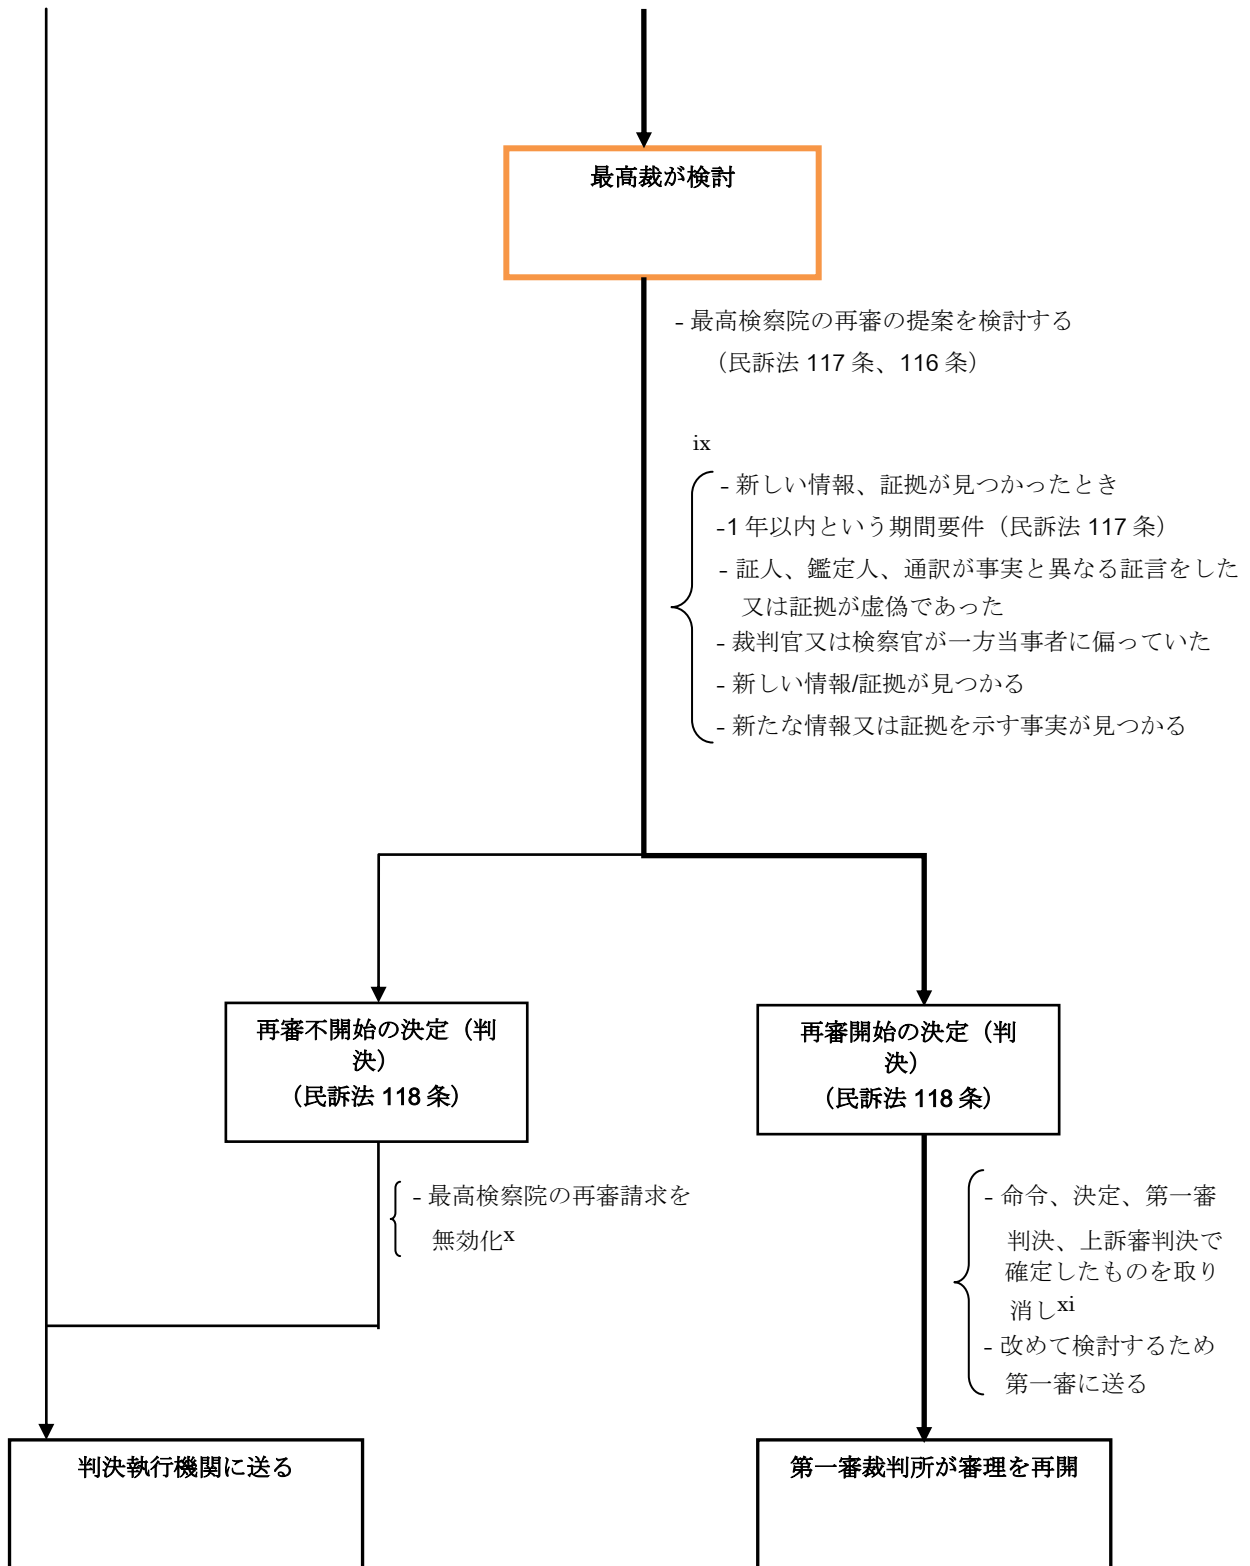 最高裁が検討
- 最高検察院の再審の提案を検討する
（民訴法 117 条、116 条）
ix
- 新しい情報、証拠が見つかったとき
-1 年以内という期間要件（民訴法 117 条）
- 証人、鑑定人、通訳が事実と異なる証言をした
又は証拠が虚偽であった
- 裁判官又は検察官が一方当事者に偏っていた
- 新しい情報/証拠が見つかる
- 新たな情報又は証拠を示す事実が見つかる
再審不開始の決定（判
決）
（民訴法 118 条）
再審開始の決定（判
決）
（民訴法 118 条）
- 最高検察院の再審請求を
無効化x
- 命令、決定、第一審
判決、上訴審判決で
確定したものを取り
消しxi
- 改めて検討するため
第一審に送る
判決執行機関に送る
第一審裁判所が審理を再開